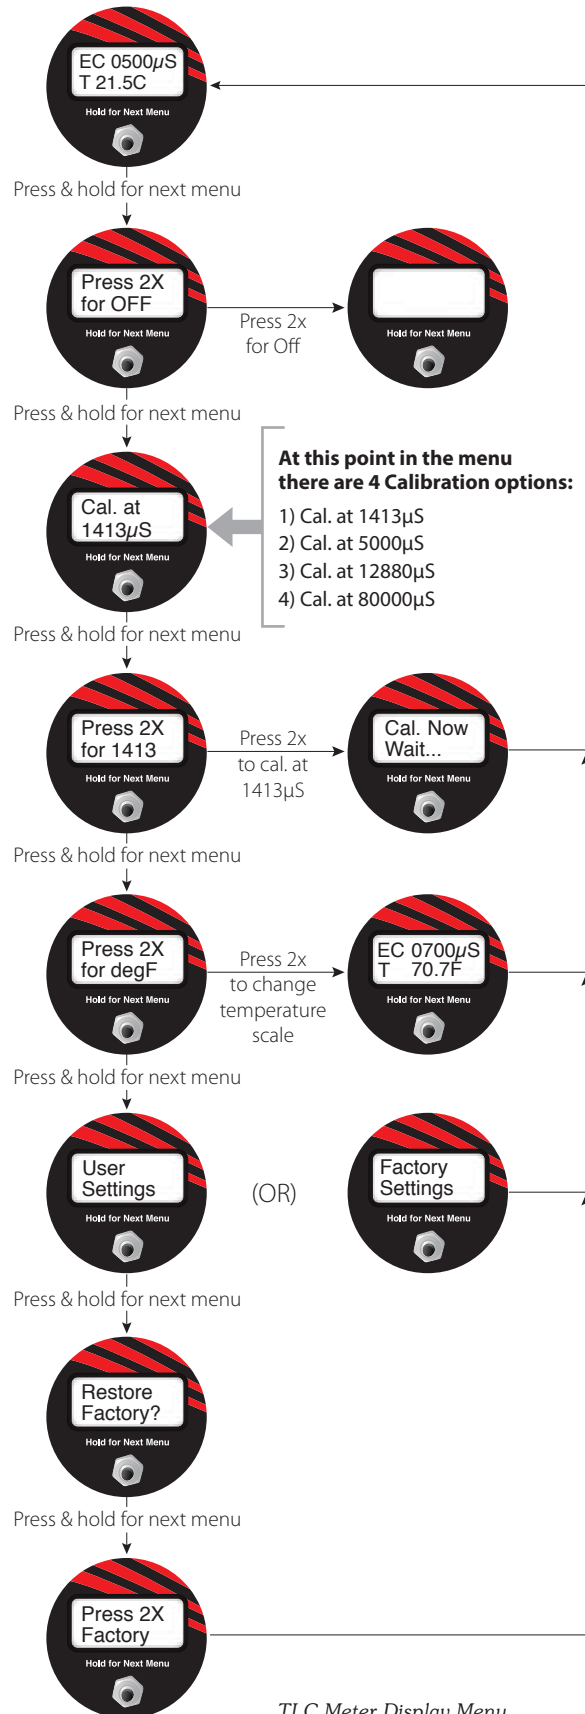 EC 0500µS
T 21.5C
Hold for Next Menu
Press & hold for next menu
Press 2X
for OFF
Hold for Next Menu
Press 2x
for Off
Hold for Next Menu
Press & hold for next menu
Cal. at
1413µS
Hold for Next Menu
At this point in the menu
there are 4 Calibration options:
1) Cal. at 1413µS
2) Cal. at 5000µS
3) Cal. at 12880µS
4) Cal. at 80000µS
Press & hold for next menu
Press 2X
for 1413
Hold for Next Menu
Press 2x
to cal. at
1413µS
Cal. Now
Wait...
Hold for Next Menu
Press & hold for next menu
Press 2X
for degF
Hold for Next Menu
Press 2x
to change
temperature
scale
EC 0700µS
T 70.7F
Hold for Next Menu
Press & hold for next menu
User
Settings
Hold for Next Menu
(OR)
Factory
Settings
Hold for Next Menu
Press & hold for next menu
Restore
Factory?
Hold for Next Menu
Press & hold for next menu
Press 2X
Factory
Hold for Next Menu
TLC Meter Display Menu